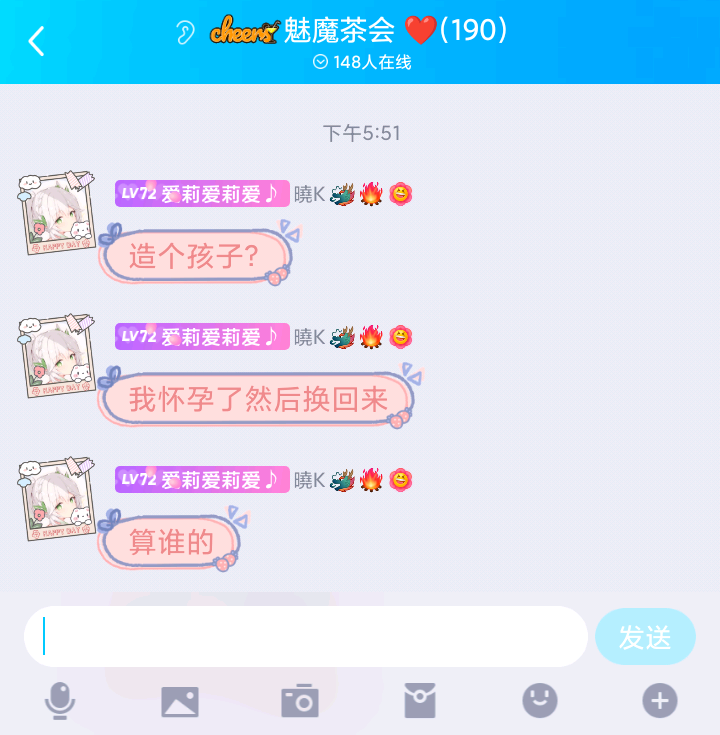 cheers 魅魔茶会 ❤️(190)
148人在线
下午5:51
LV72 爱莉爱莉爱♪ 曉K🐲🔥
造个孩子?
LV72 爱莉爱莉爱♪ 曉K🐲🔥
我怀孕了然后换回来
LV72 爱莉爱莉爱♪ 曉K🐲🔥
算谁的
发送